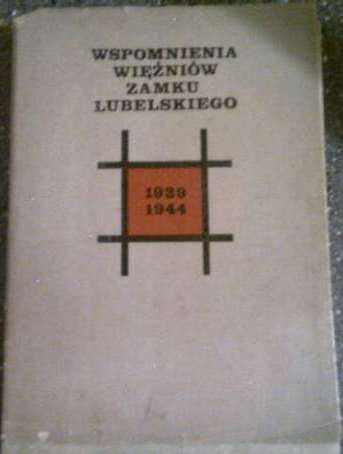 WSPOMNIENIA
WIĘŹNIÓW
ZAMKU
LUBELSKIEGO
1939
1944